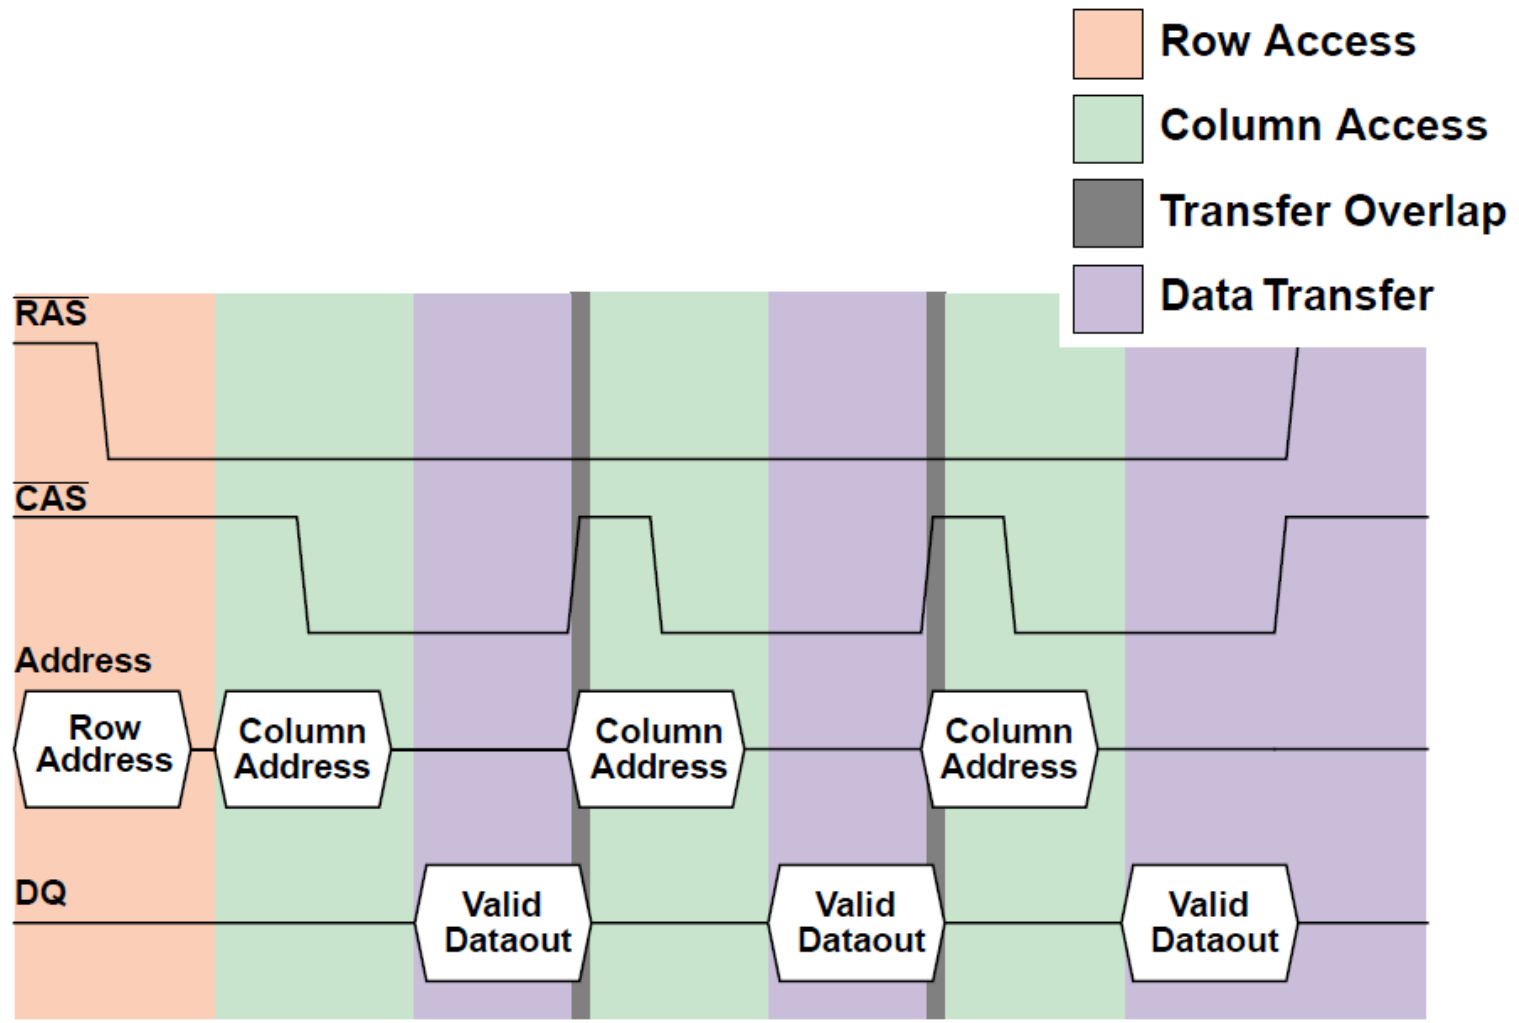 Row Access
Column Access
Transfer Overlap
Data Transfer
RAS
CAS
Address
Row
Address
Column
Address
Column
Address
Column
Address
DQ
Valid
Dataout
Valid
Dataout
Valid
Dataout